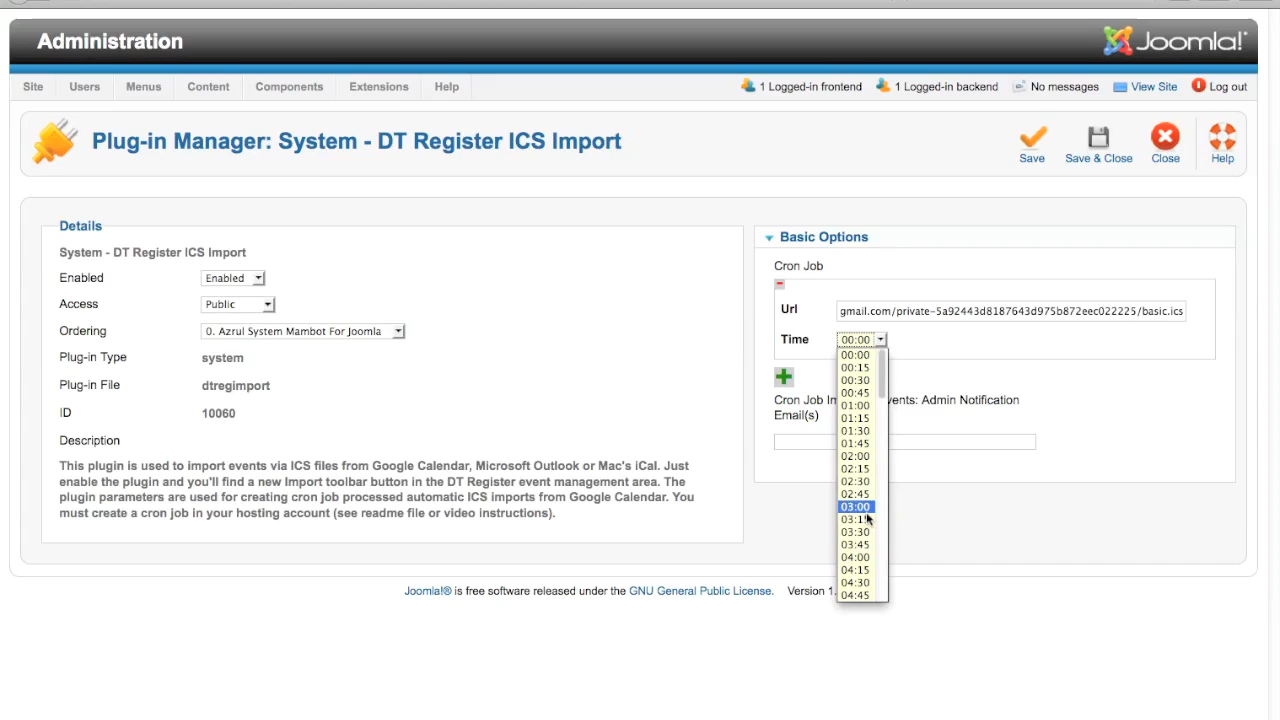 Administration
Joomla!®
Site
Users
Menus
Content
Components
Extensions
Help
1 Logged-in frontend
1 Logged-in backend
No messages
View Site
Log out
Plug-in Manager: System - DT Register ICS Import
Save
Save & Close
Close
Help
Details
System - DT Register ICS Import
Enabled
Enabled
Access
Public
Ordering
0. Azrul System Mambot For Joomla
Plug-in Type
system
Plug-in File
dtregimport
ID
10060
Description
This plugin is used to import events via ICS files from Google Calendar, Microsoft Outlook or Mac's iCal. Just
enable the plugin and you'll find a new Import toolbar button in the DT Register event management area. The
plugin parameters are used for creating cron job processed automatic ICS imports from Google Calendar. You
must create a cron job in your hosting account (see readme file or video instructions).
Basic Options
Cron Job
Url
gmail.com/private-5a92443d8187643d975b872eec022225/basic.ics
Time
00:00
00:00
00:15
00:30
00:45
01:00
01:15
01:30
01:45
02:00
02:15
02:30
02:45
03:00
03:15
03:30
03:45
04:00
04:15
04:30
04:45
Cron Job Im vents: Admin Notification
Email(s)
Joomla!® is free software released under the GNU General Public License.
Version 1.